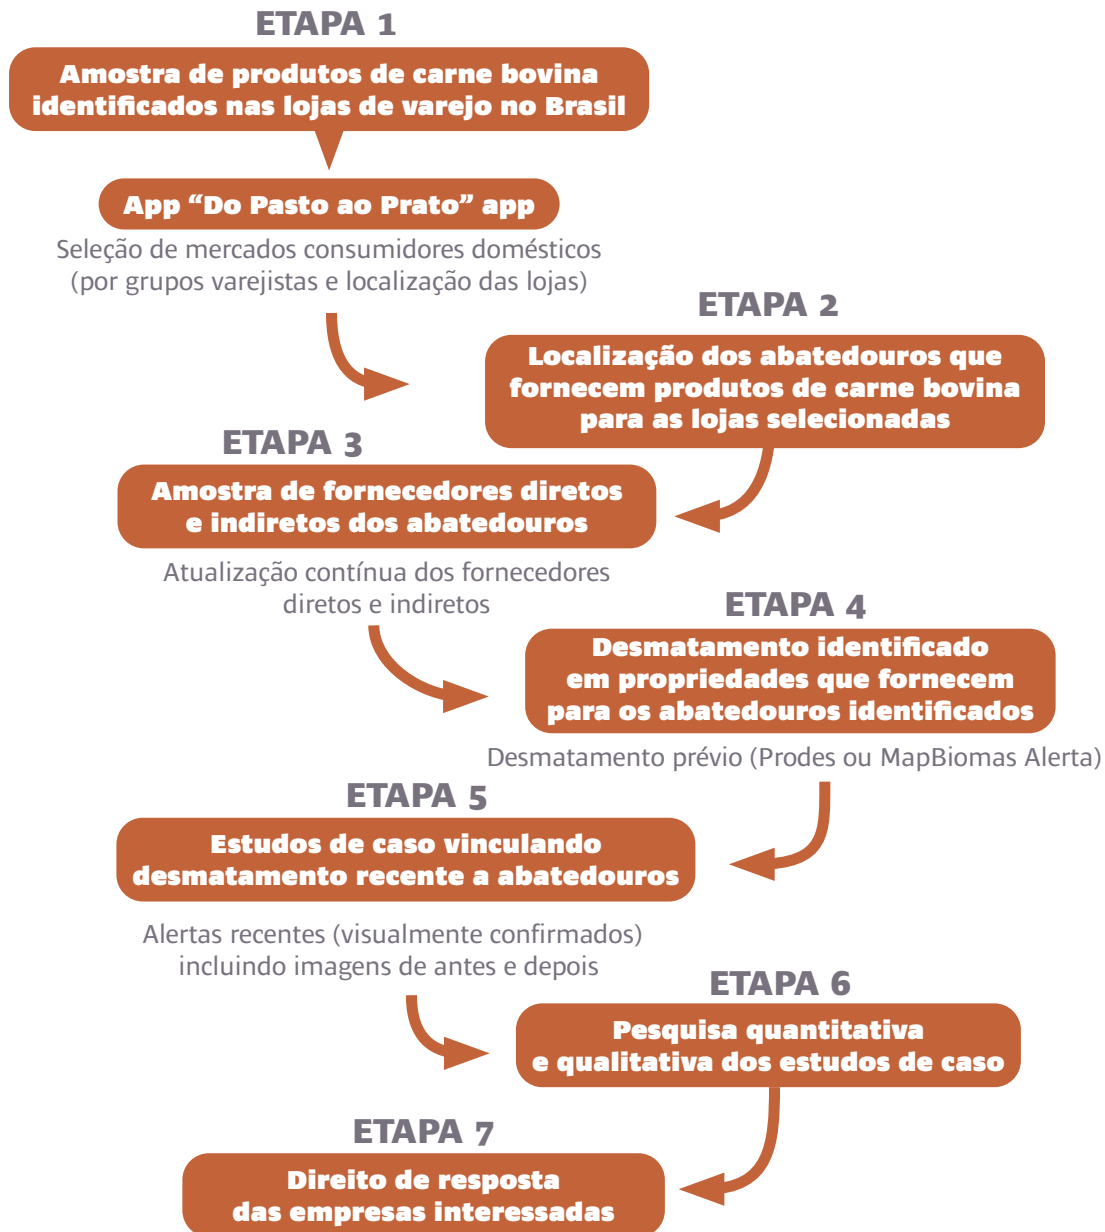 ETAPA 1
Amostra de produtos de carne bovina
identificados nas lojas de varejo no Brasil
App “Do Pasto ao Prato” app
Seleção de mercados consumidores domésticos
(por grupos varejistas e localização das lojas)
ETAPA 2
Localização dos abatedouros que
fornecem produtos de carne bovina
para as lojas selecionadas
ETAPA 3
Amostra de fornecedores diretos
e indiretos dos abatedouros
Atualização contínua dos fornecedores
diretos e indiretos
ETAPA 4
Desmatamento identificado
em propriedades que fornecem
para os abatedouros identificados
Desmatamento prévio (Prodes ou MapBiomas Alerta)
ETAPA 5
Estudos de caso vinculando
desmatamento recente a abatedouros
Alertas recentes (visualmente confirmados)
incluindo imagens de antes e depois
ETAPA 6
Pesquisa quantitativa
e qualitativa dos estudos de caso
ETAPA 7
Direito de resposta
das empresas interessadas